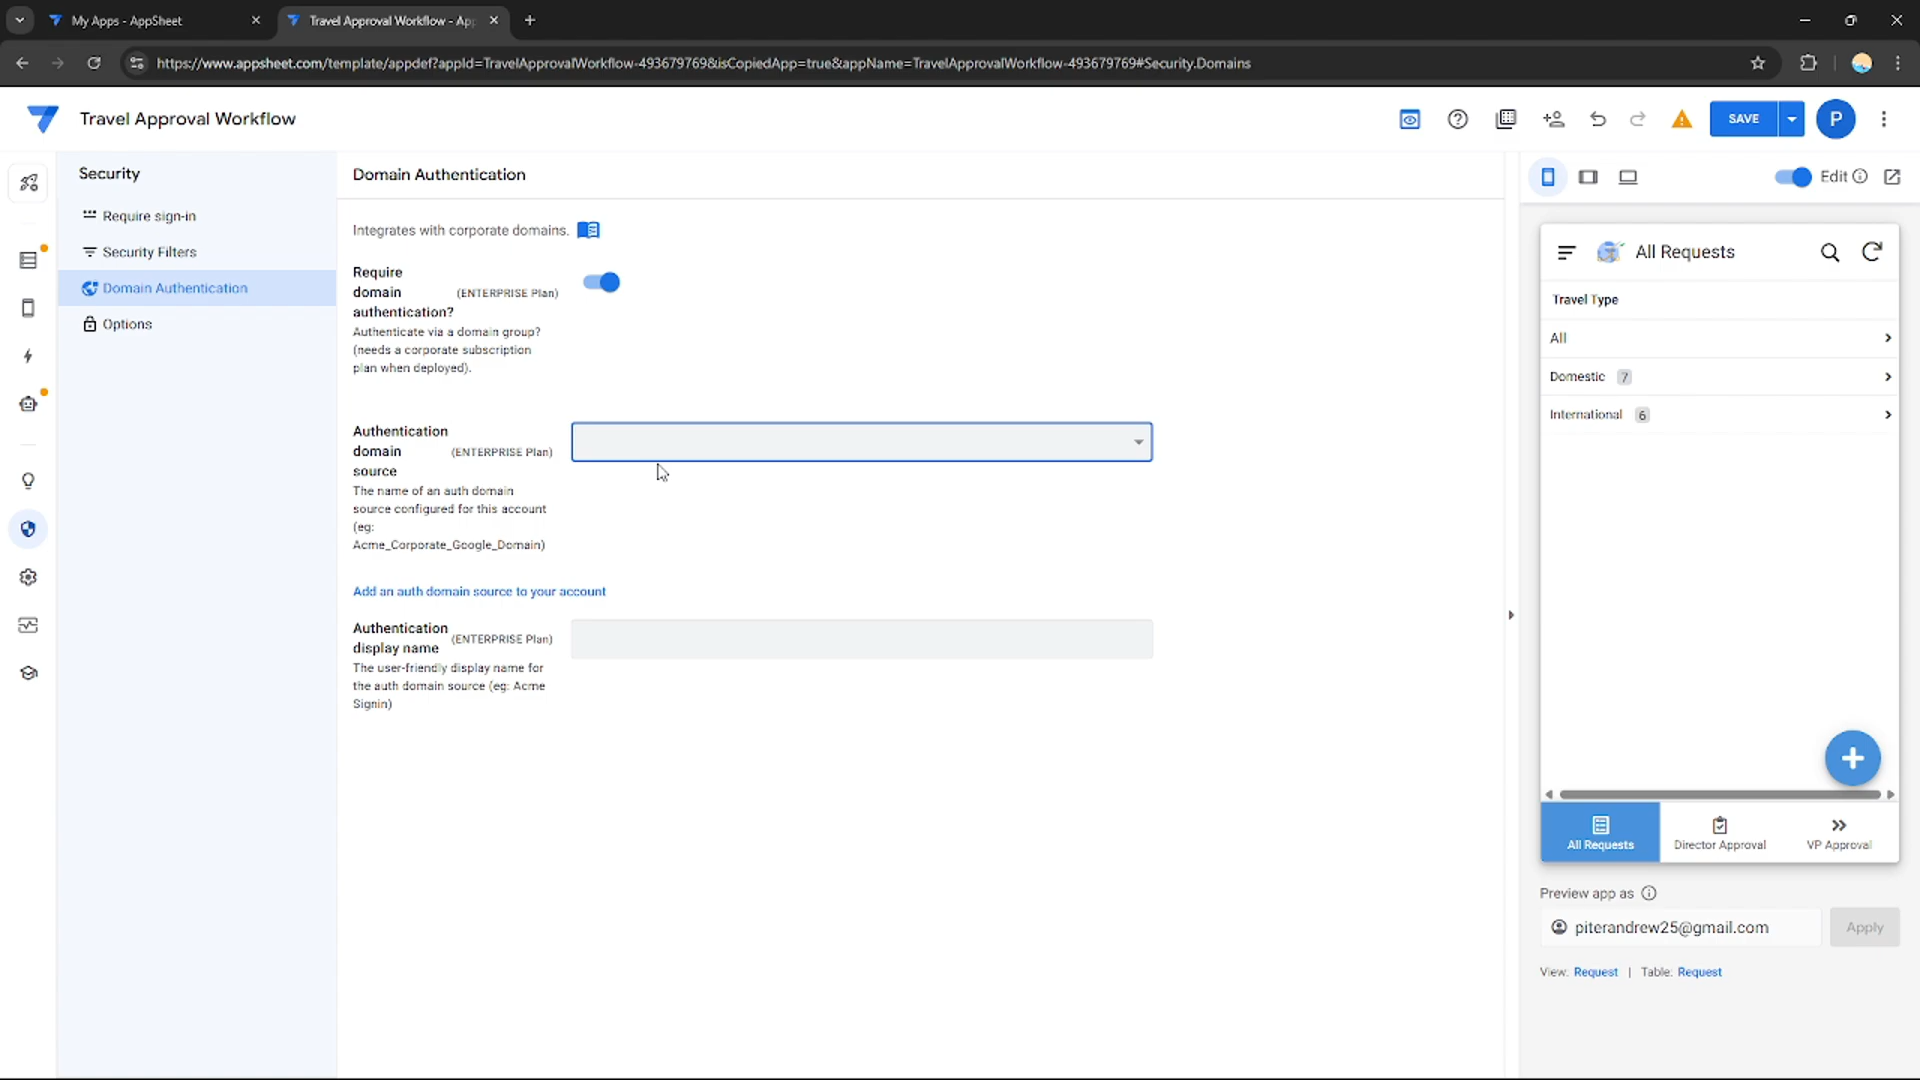 My Apps - AppSheet
Travel Approval Workflow - App
https://www.appsheet.com/template/appdef?appId=TravelApprovalWorkflow-493679769&isCopiedApp=true&appName=TravelApprovalWorkflow-493679769#Security.Domains
Travel Approval Workflow
SAVE
P
Security
Require sign-in
Security Filters
Domain Authentication
Options
Domain Authentication
Integrates with corporate domains.
Require
domain
authentication?
(ENTERPRISE Plan)
Authenticate via a domain group?
(needs a corporate subscription
plan when deployed).
Authentication
domain
source
(ENTERPRISE Plan)
The name of an auth domain
source configured for this account
(eg:
Acme_Corporate_Google_Domain)
Add an auth domain source to your account
Authentication
display name
(ENTERPRISE Plan)
The user-friendly display name for
the auth domain source (eg: Acme
Signin)
Edit
All Requests
Travel Type
All
Domestic 7
International 6
All Requests
Director Approval
VP Approval
Preview app as
piterandrew25@gmail.com
Apply
View: Request | Table: Request